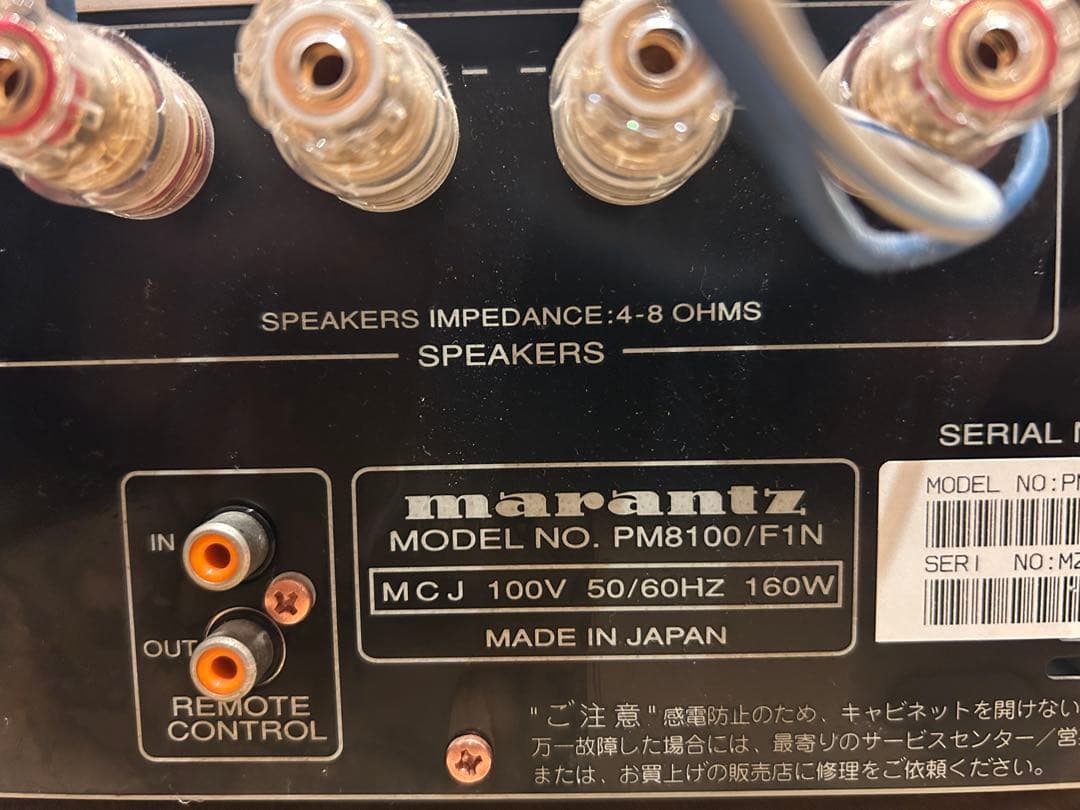 SPEAKERS IMPEDANCE:4-8 OHMS
SPEAKERS
SERIAL
MODEL NO:
SERI NO:MZ
IN
OUT
REMOTE
CONTROL
marantz
MODEL NO. PM8100/F1N
MCJ 100V 50/60HZ 160W
MADE IN JAPAN
"ご注意"感電防止のため、キャビネットを開けない
万一故障した場合には、最寄りのサービスセンター／営
または、お買上げの販売店に修理をご依頼ください。